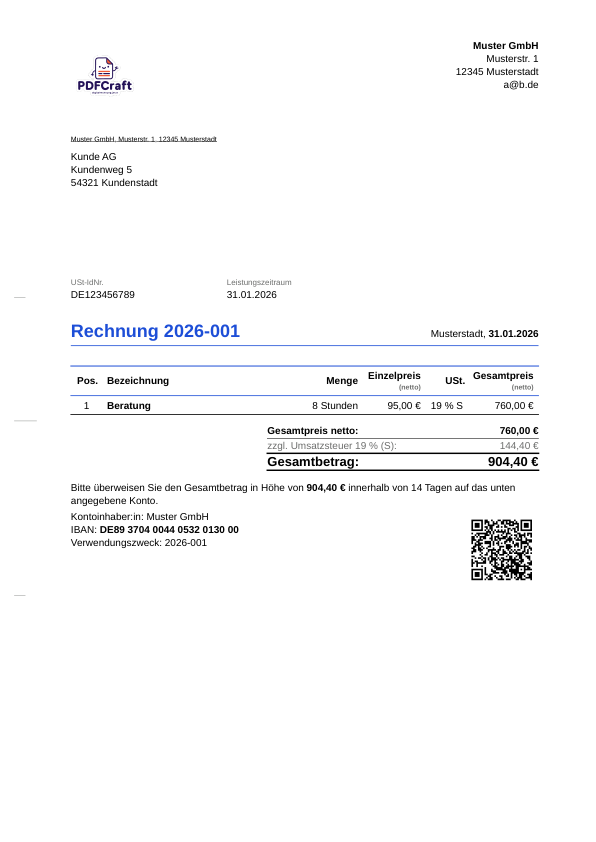 PDFCraft
Muster GmbH
Musterstr. 1
12345 Musterstadt
a@b.de
Muster GmbH, Musterstr. 1, 12345 Musterstadt
Kunde AG
Kundenweg 5
54321 Kundenstadt
USt-IdNr. Leistungszeitraum
DE123456789 31.01.2026
Rechnung 2026-001 Musterstadt, 31.01.2026
Pos. Bezeichnung Menge Einzelpreis (netto) USt. Gesamtpreis (netto)
1 Beratung 8 Stunden 95,00 € 19 % S 760,00 €
Gesamtpreis netto: 760,00 €
zzgl. Umsatzsteuer 19 % (S): 144,40 €
Gesamtbetrag: 904,40 €
Bitte überweisen Sie den Gesamtbetrag in Höhe von 904,40 € innerhalb von 14 Tagen auf das unten
angegebene Konto.
Kontoinhaber:in: Muster GmbH
IBAN: DE89 3704 0044 0532 0130 00
Verwendungszweck: 2026-001